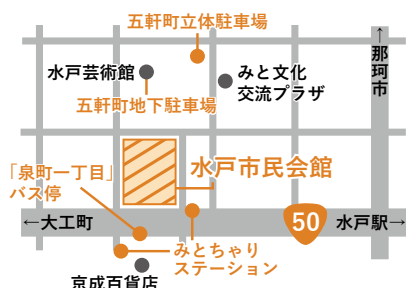 五軒町立体駐車場
↑那珂市
水戸芸術館
みと文化
交流プラザ
五軒町地下駐車場
「泉町一丁目」
バス停
水戸市民会館
←大工町
50
水戸駅→
みとちゃり
ステーション
京成百貨店